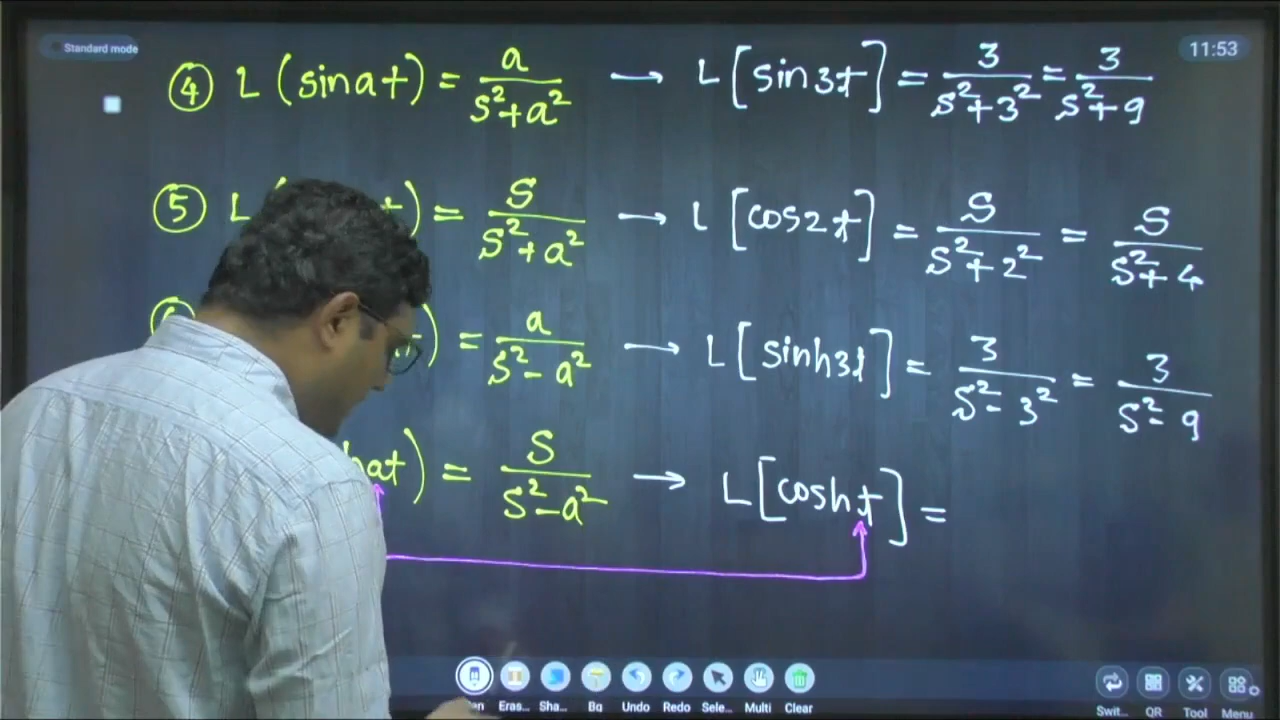 Standard mode
11:53
④ L (sinat) = a/(s²+a²) → L[sin3t] = 3/(s²+3²) = 3/(s²+9)
⑤ L t) = s/(s²+a²) → L[cos2t] = s/(s²+2²) = s/(s²+4)
) = a/(s²-a²) → L[sinh3t] = 3/(s²-3²) = 3/(s²-9)
hat) = s/(s²-a²) → L[cosht] =
en Eras... Sha... Bg Undo Redo Sele... Multi Clear Swit... QR Tool Menu